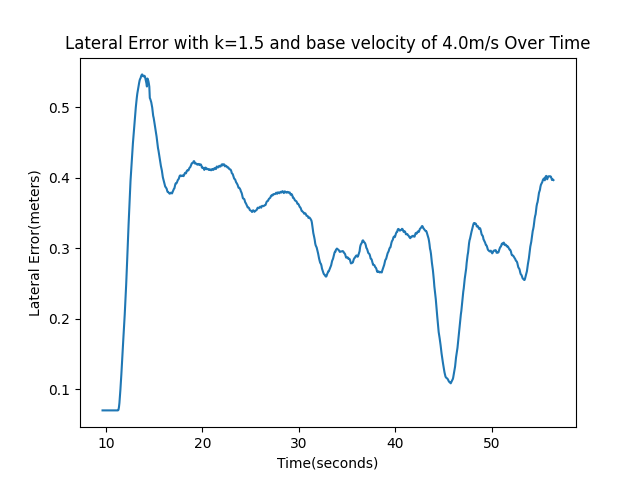 Lateral Error with k=1.5 and base velocity of 4.0m/s Over Time
0.5
0.4
0.3
0.2
0.1
Lateral Error(meters)
10 20 30 40 50
Time(seconds)